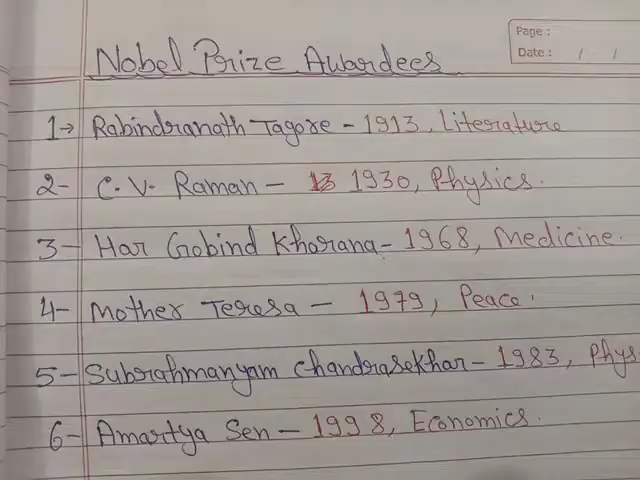 Page :
Date : / /
Nobel Prize Awardees
1→ Rabindranath Tagore - 1913, Literature
2- C. V. Raman - 13 1930, Physics.
3- Har Gobind Khorana - 1968, Medicine.
4- Mother Teresa - 1979, Peace.
5- Subrahmanyam Chandrasekhar - 1983, Phys
6- Amartya Sen - 1998, Economics.